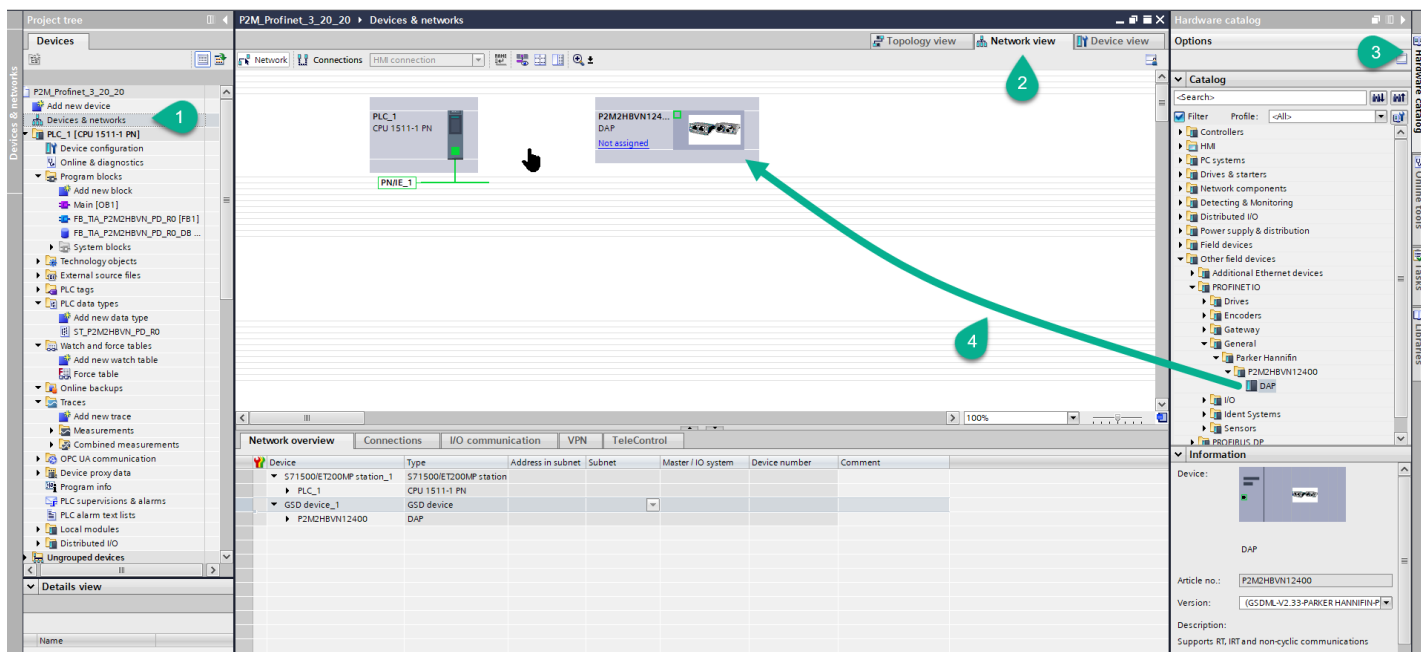 Project tree
Devices
Devices & networks
P2M_Profinet_3_20_20
Add new device
Devices & networks
1
PLC_1 [CPU 1511-1 PN]
Device configuration
Online & diagnostics
Program blocks
Add new block
Main [OB1]
FB_TIA_P2M2HBVN_PD_R0 [FB1]
FB_TIA_P2M2HBVN_PD_R0_DB ...
System blocks
Technology objects
External source files
PLC tags
PLC data types
Add new data type
ST_P2M2HBVN_PD_R0
Watch and force tables
Add new watch table
Force table
Online backups
Traces
Add new trace
Measurements
Combined measurements
OPC UA communication
Device proxy data
Program info
PLC supervisions & alarms
PLC alarm text lists
Local modules
Distributed I/O
Ungrouped devices
Details view
Name
P2M_Profinet_3_20_20 Devices & networks
Topology view Network view Device view
Network Connections HMI connection
2
PLC_1
CPU 1511-1 PN
PN/IE_1
P2M2HBVN124...
DAP
Not assigned
4
100%
Network overview Connections I/O communication VPN TeleControl
Device Type Address in subnet Subnet Master / IO system Device number Comment
S71500/ET200MP station_1 S71500/ET200MP station
PLC_1 CPU 1511-1 PN
GSD device_1 GSD device
P2M2HBVN12400 DAP
Hardware catalog
Options
3
Catalog
<Search>
Filter Profile: <All>
Controllers
HMI
PC systems
Drives & starters
Network components
Detecting & Monitoring
Distributed I/O
Power supply & distribution
Field devices
Other field devices
Additional Ethernet devices
PROFINET IO
Drives
Encoders
Gateway
General
Parker Hannifin
P2M2HBVN12400
DAP
I/O
Ident Systems
Sensors
PROFIBUS DP
Information
Device:
DAP
Article no.: P2M2HBVN12400
Version: (GSDML-V2.33-PARKER HANNIFIN-P
Description:
Supports RT, IRT and non-cyclic communications
Hardware catalog
Online tools
Tasks
Libraries